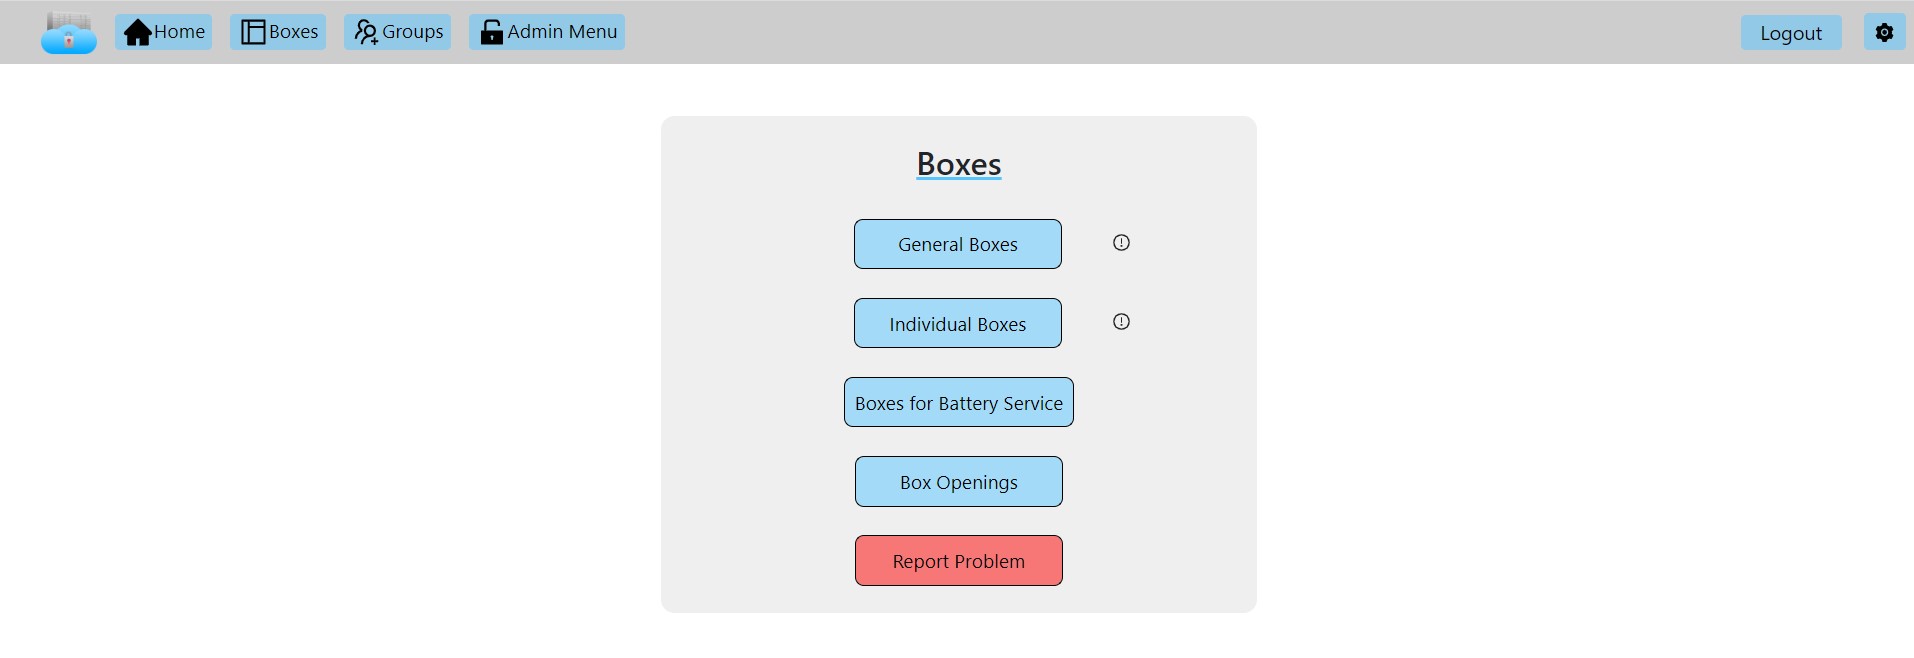 Home
Boxes
Groups
Admin Menu
Logout
Boxes
General Boxes
Individual Boxes
Boxes for Battery Service
Box Openings
Report Problem